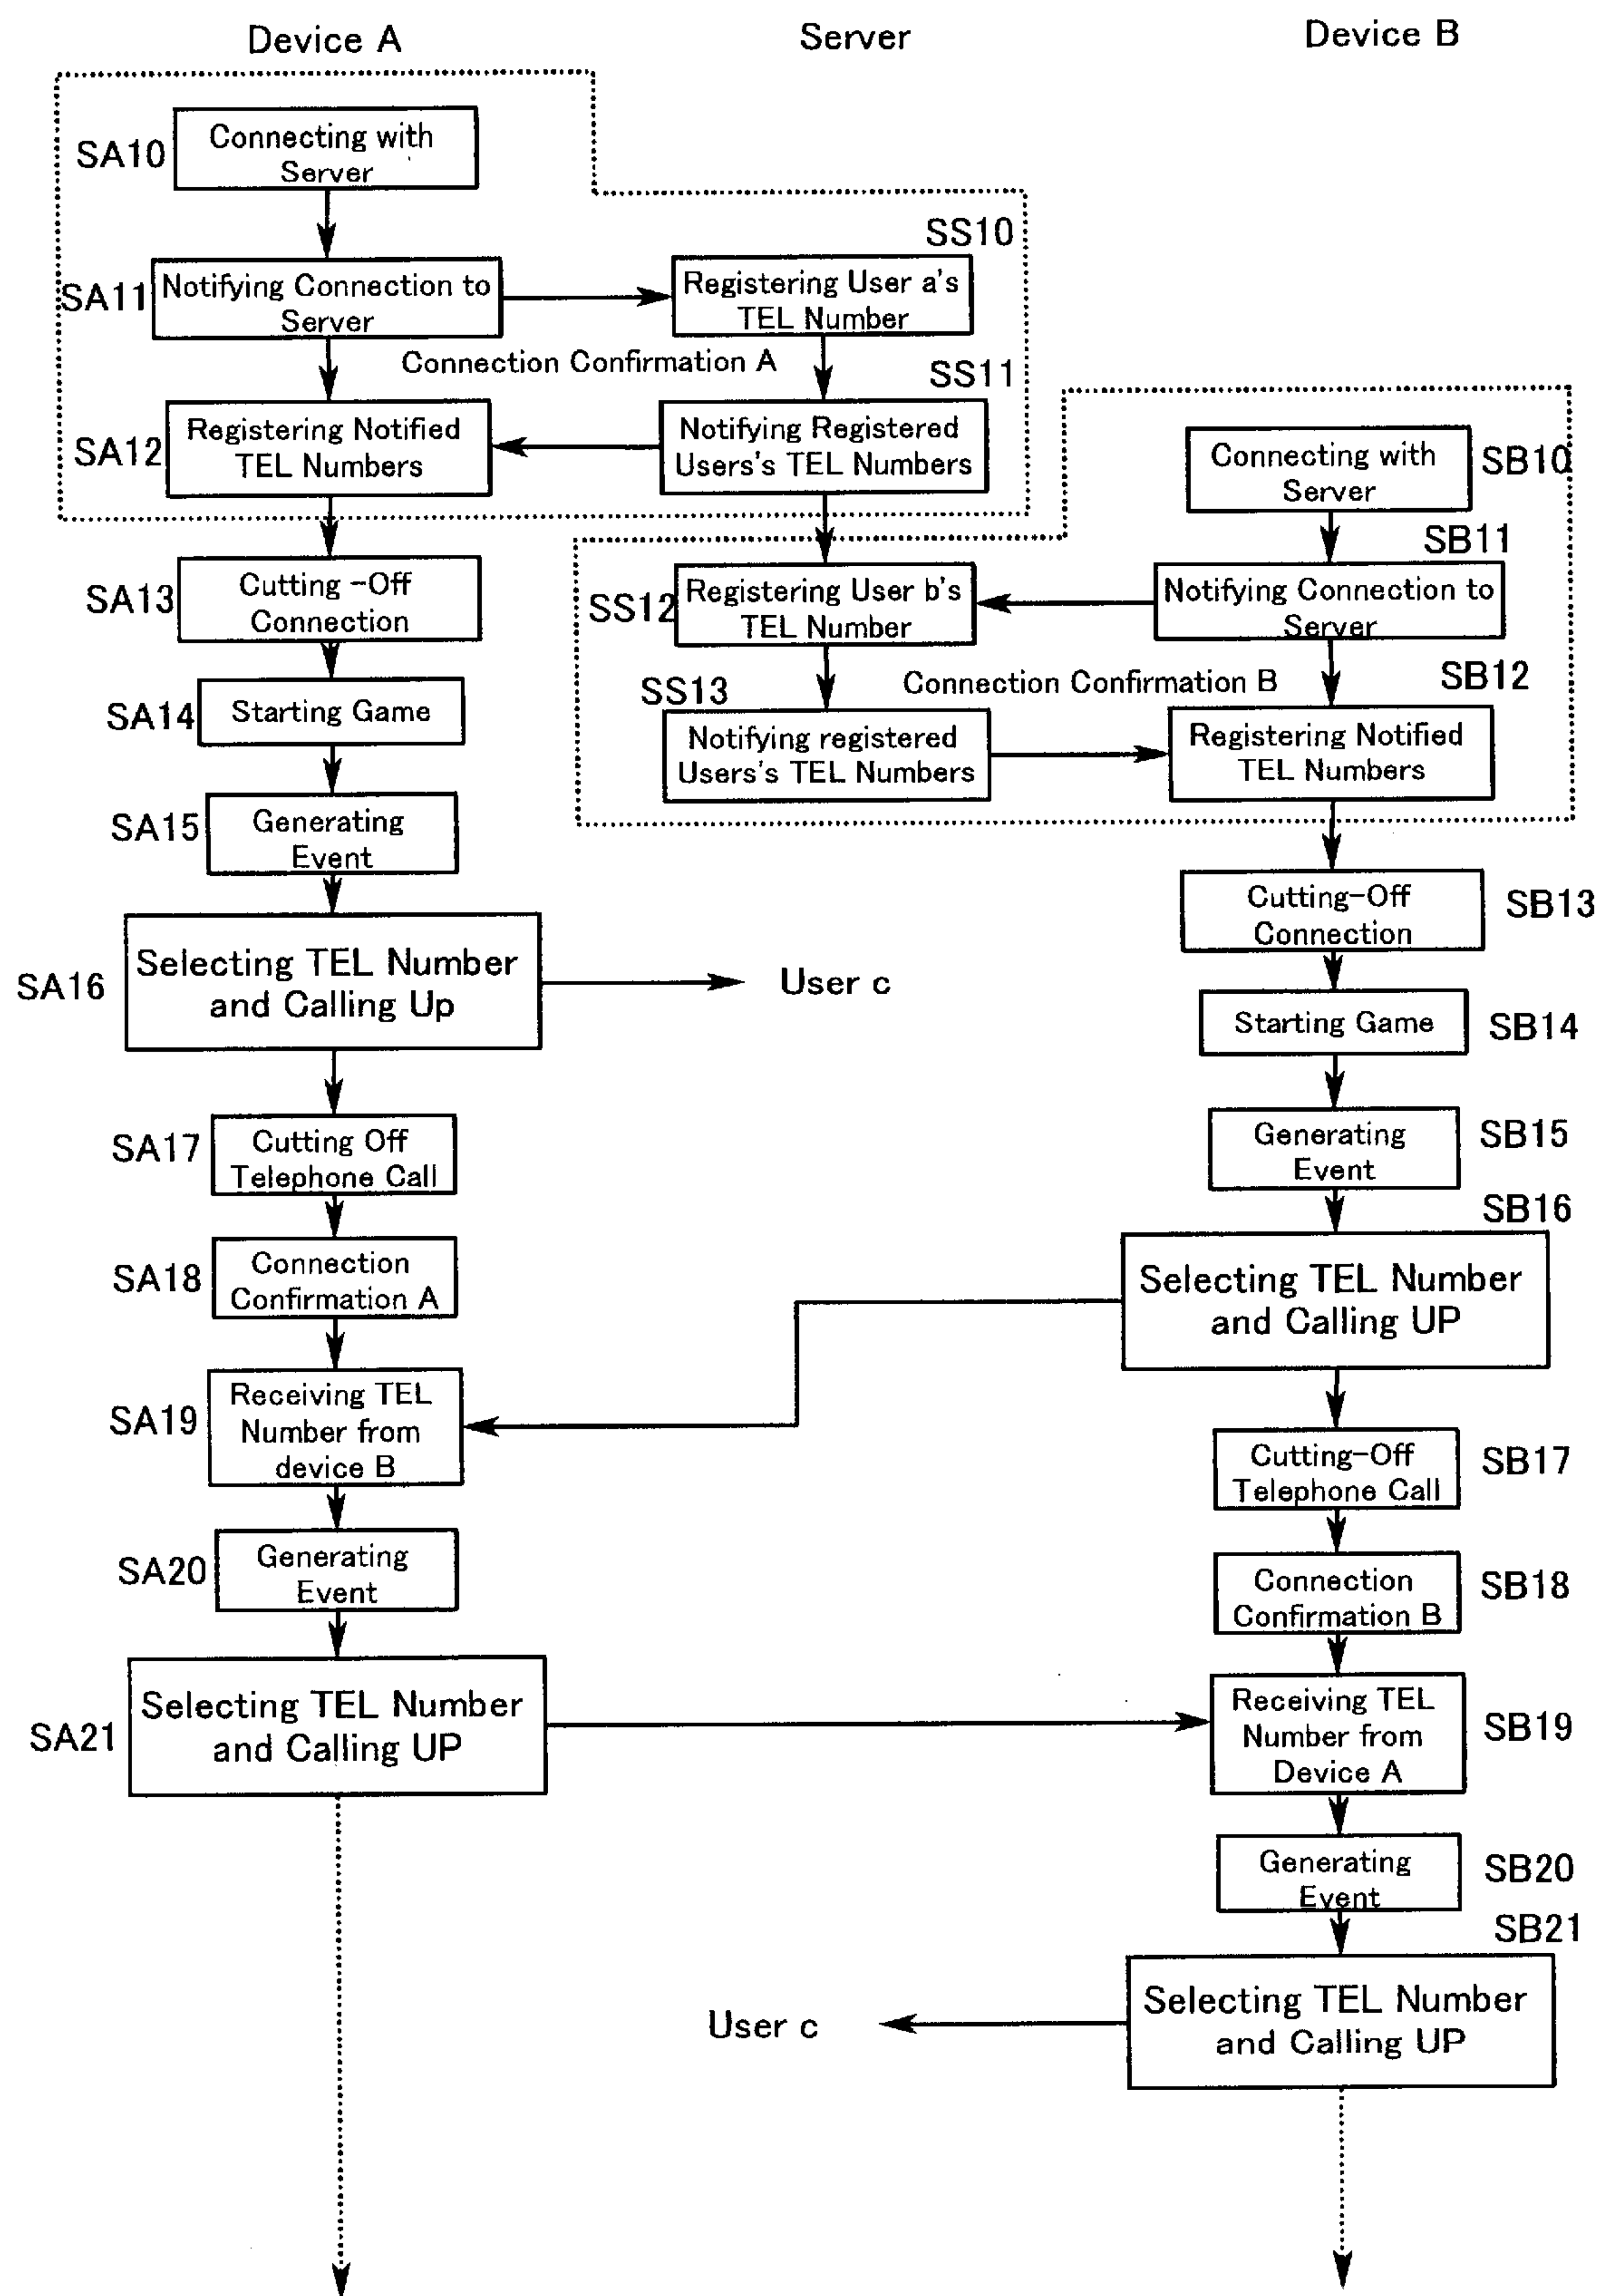 Device A
Server
Device B
SA10
Connecting with
Server
SS10
SA11
Notifying Connection to
Server
Registering User a's
TEL Number
Connection Confirmation A
SS11
SA12
Registering Notified
TEL Numbers
Notifying Registered
Users's TEL Numbers
Connecting with
Server
SB10
SB11
SA13
Cutting -Off
Connection
SS12
Registering User b's
TEL Number
Notifying Connection to
Server
SS13
Connection Confirmation B
SB12
SA14
Starting Game
Notifying registered
Users's TEL Numbers
Registering Notified
TEL Numbers
SA15
Generating
Event
Cutting-Off
Connection
SB13
SA16
Selecting TEL Number
and Calling Up
User c
Starting Game
SB14
SA17
Cutting Off
Telephone Call
Generating
Event
SB15
SB16
SA18
Connection
Confirmation A
Selecting TEL Number
and Calling UP
SA19
Receiving TEL
Number from
device B
Cutting-Off
Telephone Call
SB17
SA20
Generating
Event
Connection
Confirmation B
SB18
SA21
Selecting TEL Number
and Calling UP
Receiving TEL
Number from
Device A
SB19
Generating
Event
SB20
SB21
User c
Selecting TEL Number
and Calling UP